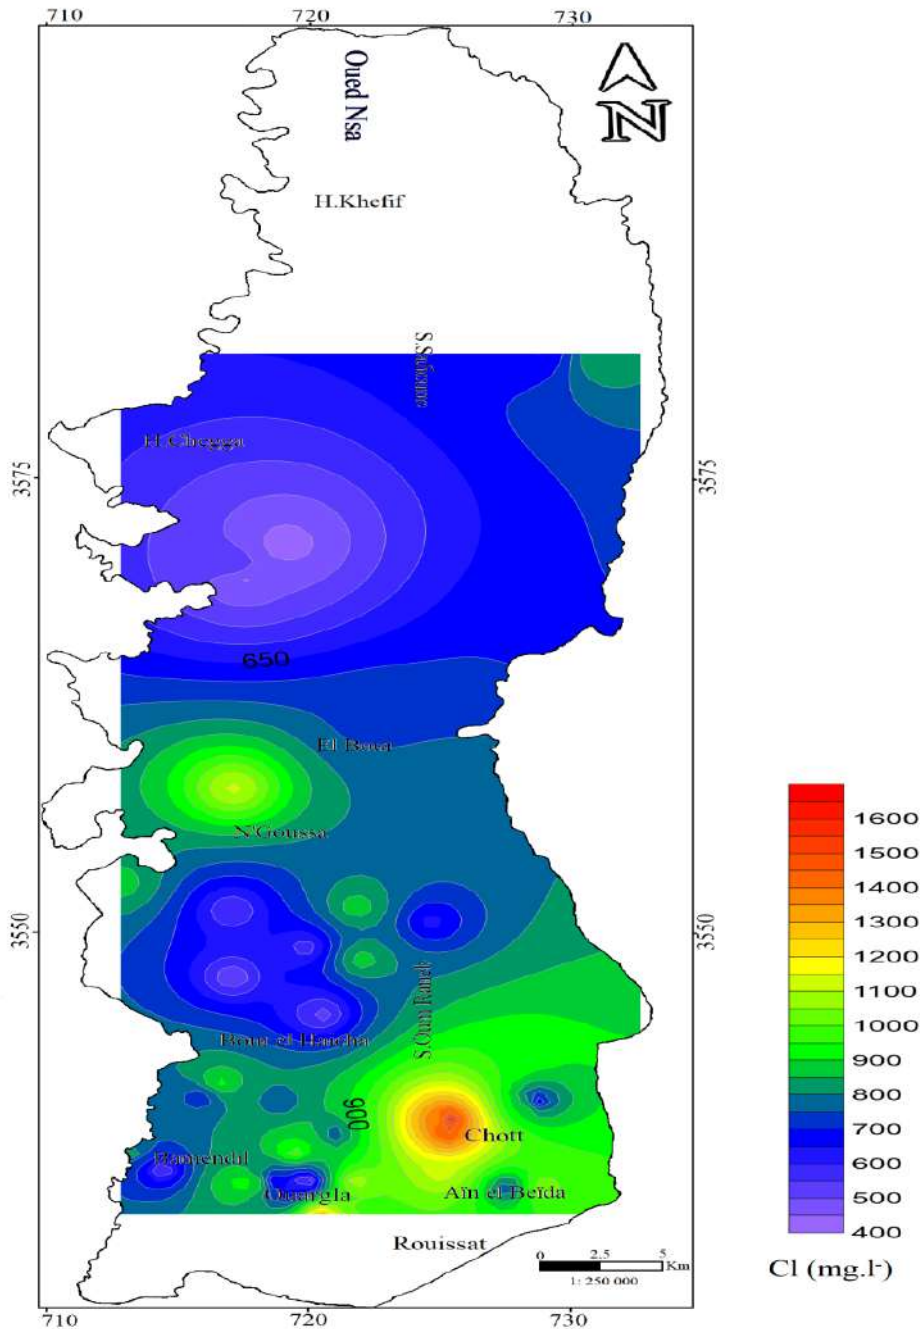 710 720 730
Oued Nsa
N
H.Khefif
H.Chegga
3575 3575
650
El Bour
N'Goussa
3550 3550
S.Oum Raneb
Bour el Haïcha
900
Chott
Bamendil
Ouargla
Aïn el Beïda
Rouissat
0 2.5 5
Km
1: 250 000
710 720 730
1600
1500
1400
1300
1200
1100
1000
900
800
700
600
500
400
Cl (mg.l-)